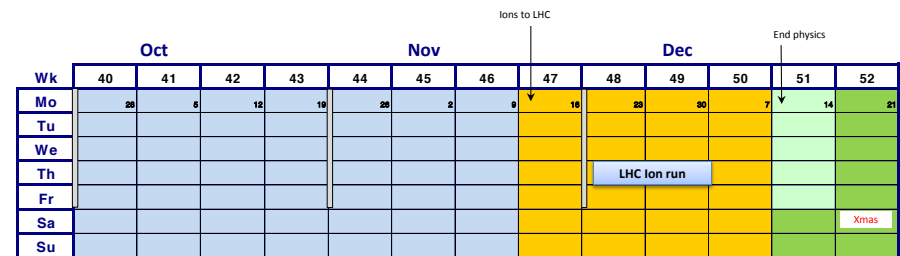 Ions to LHC
End physics
Oct Nov Dec
Wk 40 41 42 43 44 45 46 47 48 49 50 51 52
Mo 28 5 12 19 26 2 9 16 23 30 7 14 21
Tu
We
Th LHC Ion run
Fr
Sa Xmas
Su